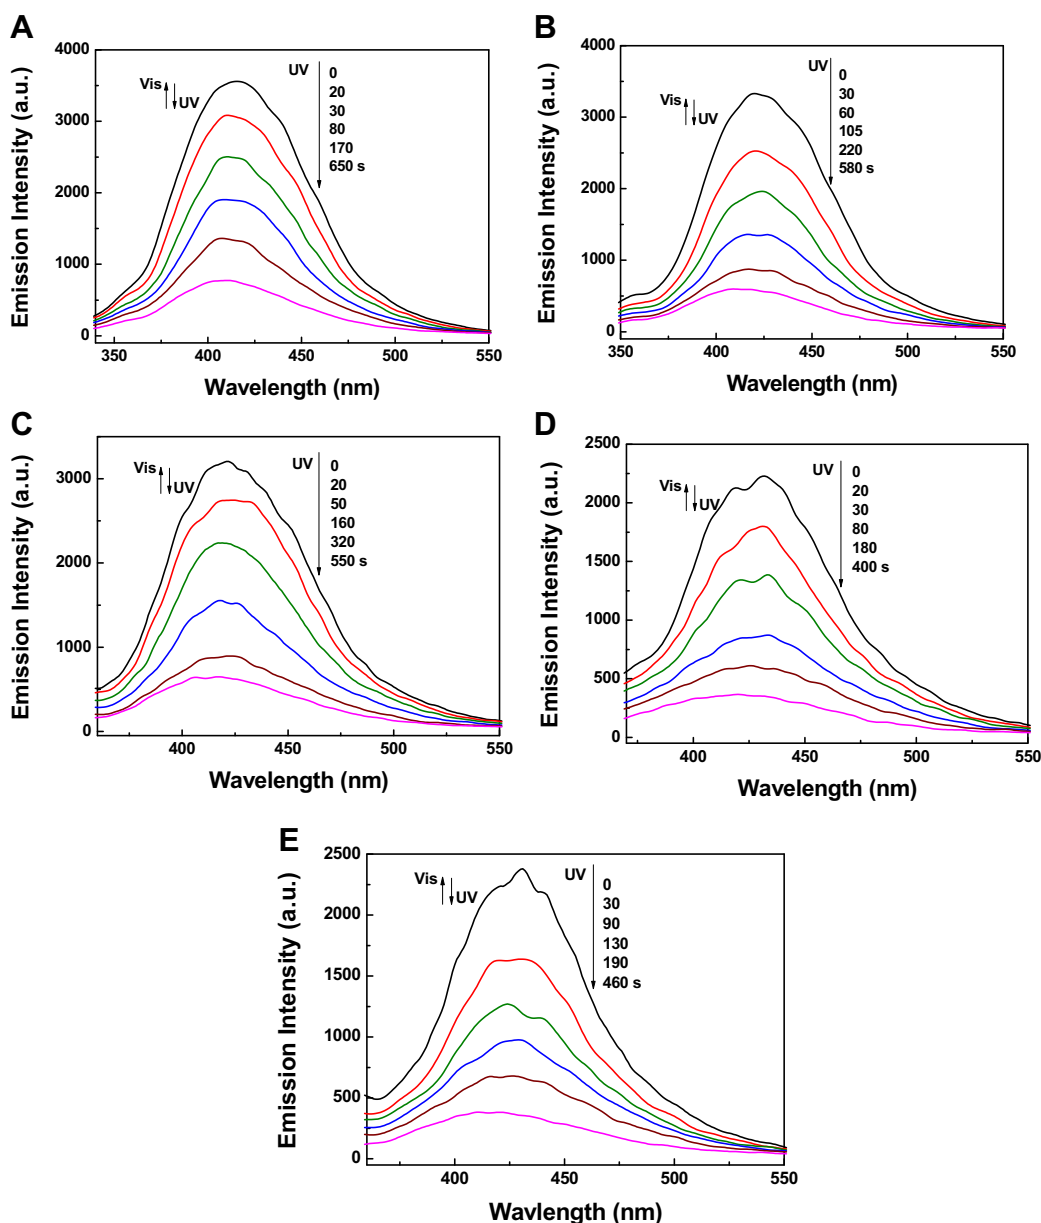 A
Emission Intensity (a.u.)
4000
3000
2000
1000
0
350
400
450
500
550
Wavelength (nm)
Vis
UV
UV
0
20
30
80
170
650 s
B
Emission Intensity (a.u.)
4000
3000
2000
1000
0
350
400
450
500
550
Wavelength (nm)
Vis
UV
UV
0
30
60
105
220
580 s
C
Emission Intensity (a.u.)
3000
2000
1000
0
400
450
500
550
Wavelength (nm)
Vis
UV
UV
0
20
50
160
320
550 s
D
Emission Intensity (a.u.)
2500
2000
1500
1000
500
0
400
450
500
550
Wavelength (nm)
Vis
UV
UV
0
20
30
80
180
400 s
E
Emission Intensity (a.u.)
2500
2000
1500
1000
500
0
400
450
500
550
Wavlength (nm)
Vis
UV
UV
0
30
90
130
190
460 s